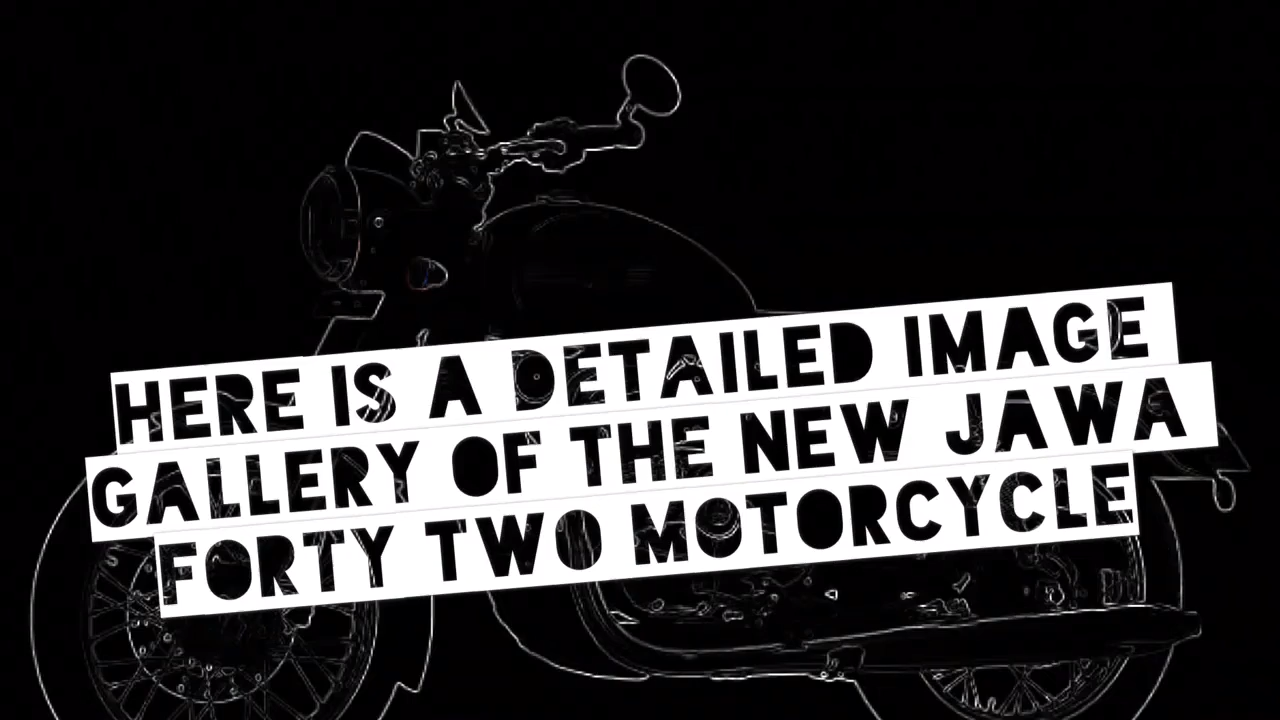 HERE IS A DETAILED IMAGE
GALLERY OF THE NEW JAWA
FORTY TWO MOTORCYCLE